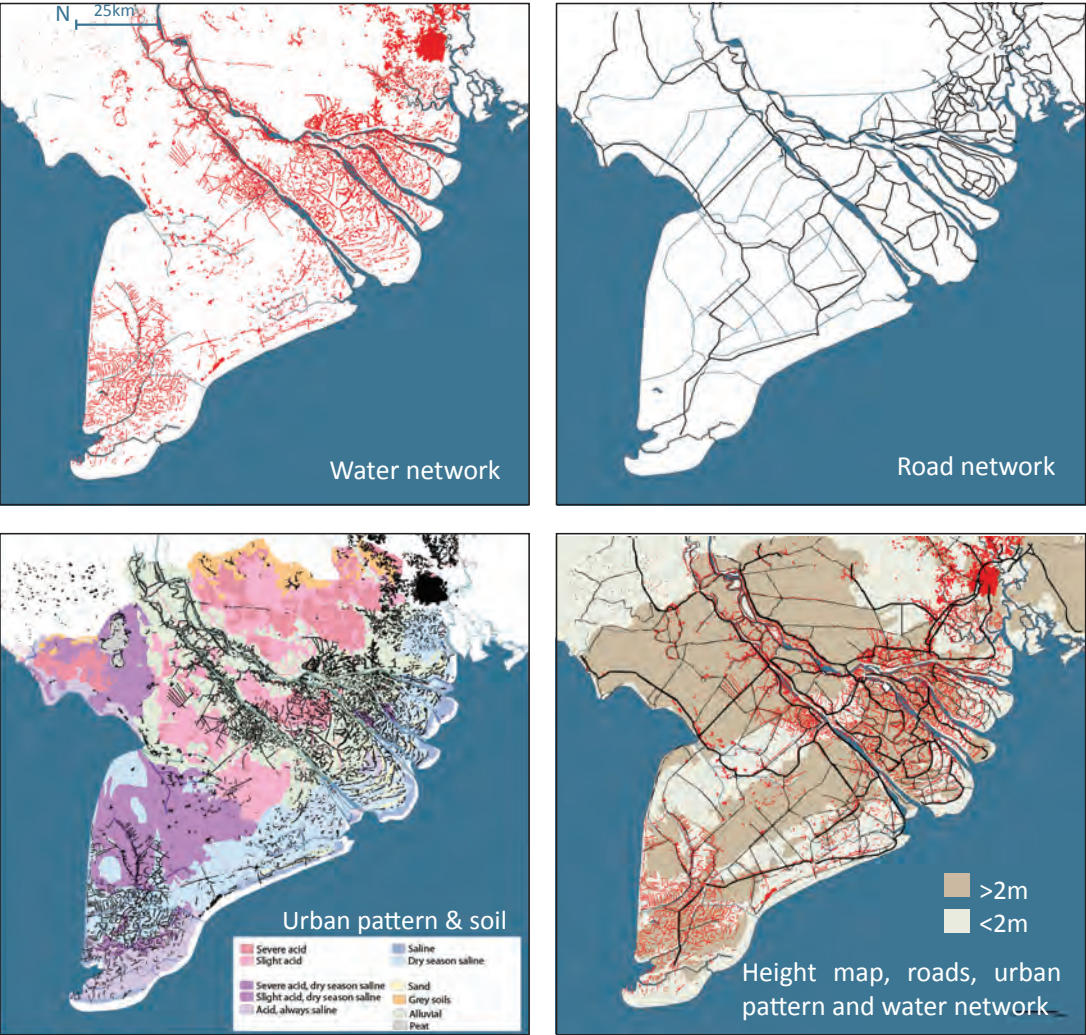 N 25km
Water network
Road network
Urban pattern & soil
Severe acid
Slight acid
Severe acid, dry season saline
Slight acid, dry season saline
Acid, always saline
Saline
Dry season saline
Sand
Grey soils
Alluvial
Peat
>2m
<2m
Height map, roads, urban
pattern and water network